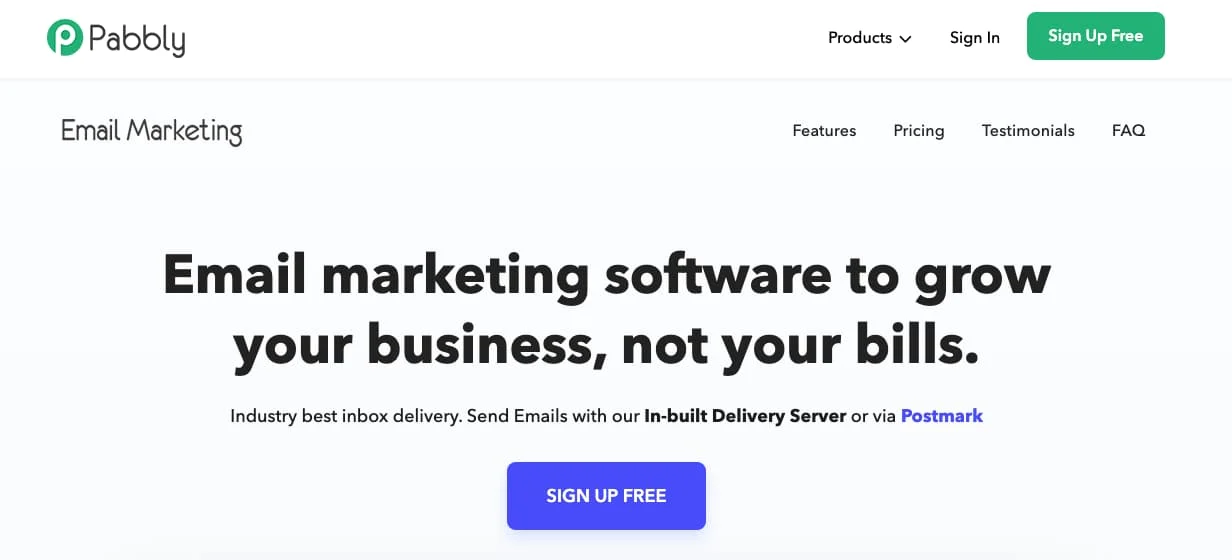 Pabbly
Products
Sign In
Sign Up Free
Email Marketing
Features
Pricing
Testimonials
FAQ
Email marketing software to grow
your business, not your bills.
Industry best inbox delivery. Send Emails with our In-built Delivery Server or via Postmark
SIGN UP FREE